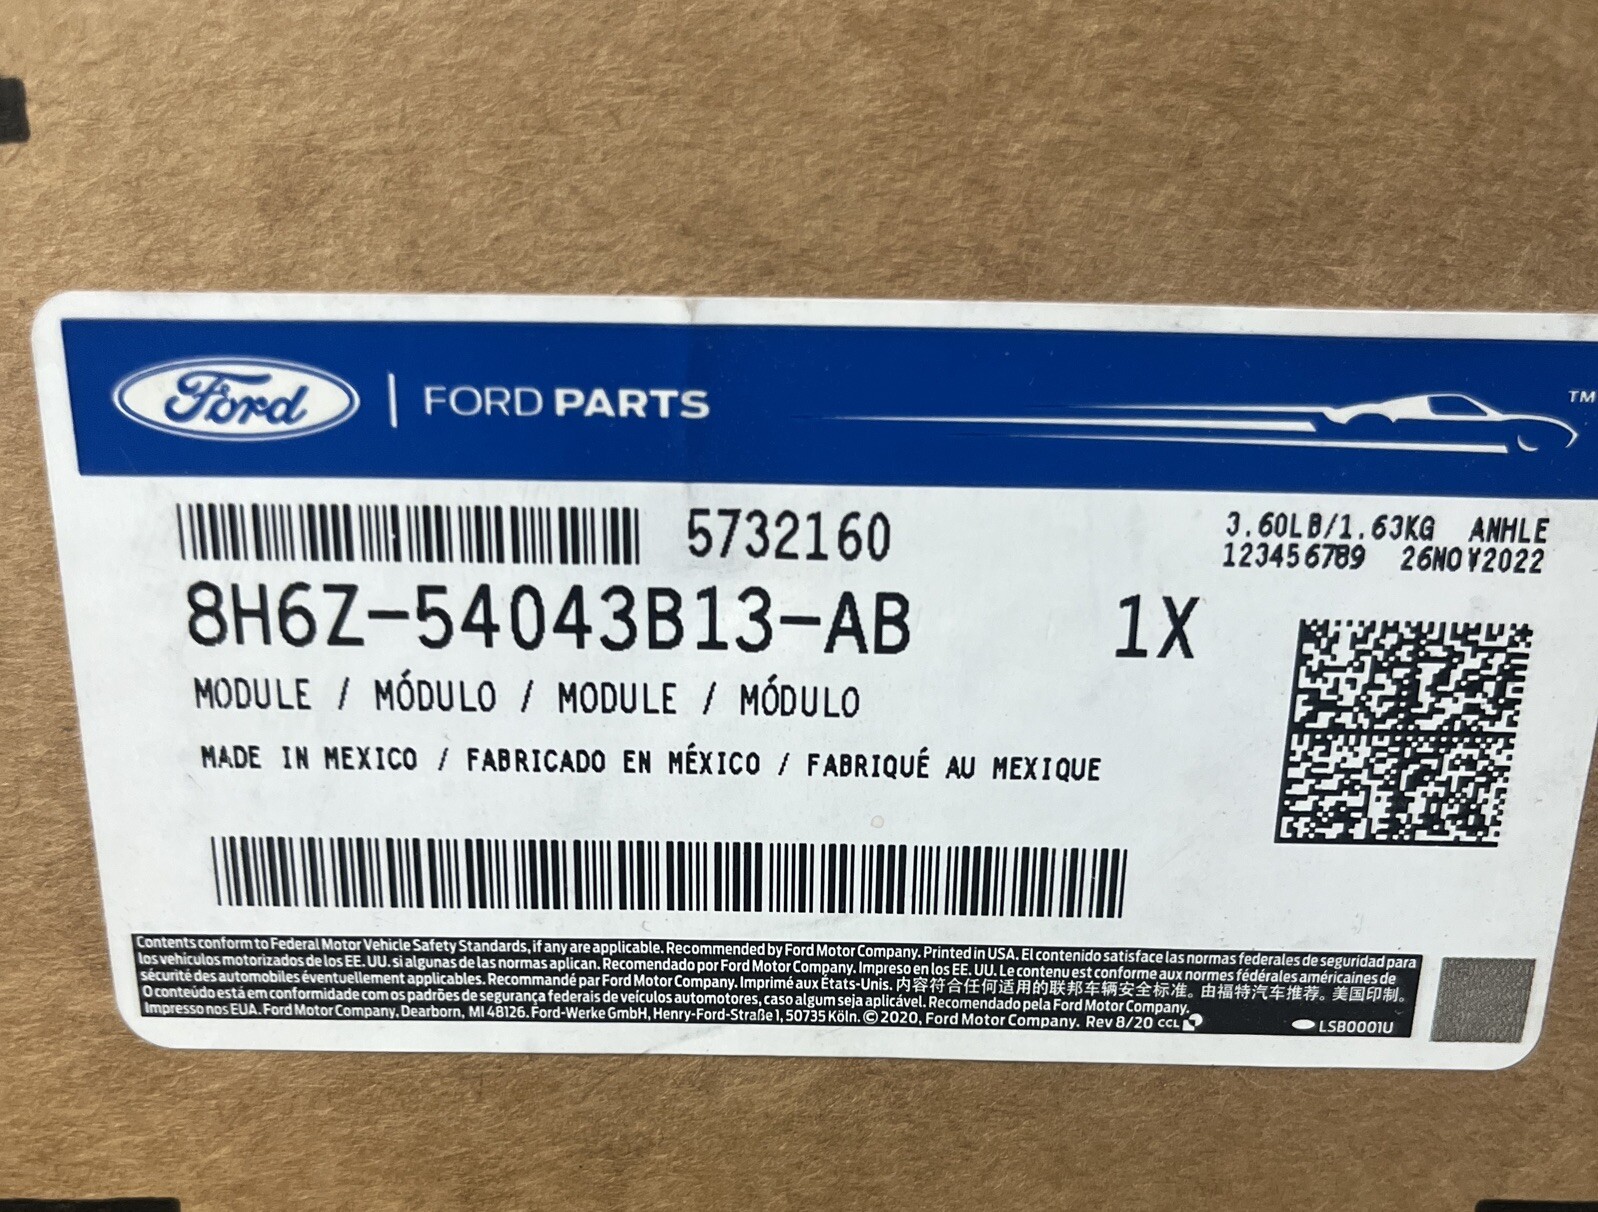 Ford | FORD PARTS ™
5732160
3.60LB/1.63KG ANHLE
123456789 26NOV2022
8H6Z-54043B13-AB 1X
MODULE / MÓDULO / MODULE / MÓDULO
MADE IN MEXICO / FABRICADO EN MÉXICO / FABRIQUÉ AU MEXIQUE
Contents conform to Federal Motor Vehicle Safety Standards, if any are applicable. Recommended by Ford Motor Company. Printed in USA. El contenido satisface las normas federales de seguridad para
los vehículos motorizados de los EE. UU. si algunas de las normas aplican. Recomendado por Ford Motor Company. Impreso en los EE. UU. Le contenu est conforme aux normes fédérales américaines de
sécurité des automobiles éventuellement applicables. Recommandé par Ford Motor Company. Imprimé aux États-Unis. 内容符合任何适用的联邦车辆安全标准。由福特汽车推荐。美国印制。
O conteúdo está em conformidade com os padrões de segurança federais de veículos automotores, caso algum seja aplicável. Recomendado pela Ford Motor Company.
Impresso nos EUA. Ford Motor Company, Dearborn, MI 48126. Ford-Werke GmbH, Henry-Ford-Straße 1, 50735 Köln. © 2020, Ford Motor Company. Rev 8/20 CCL LSB0001U